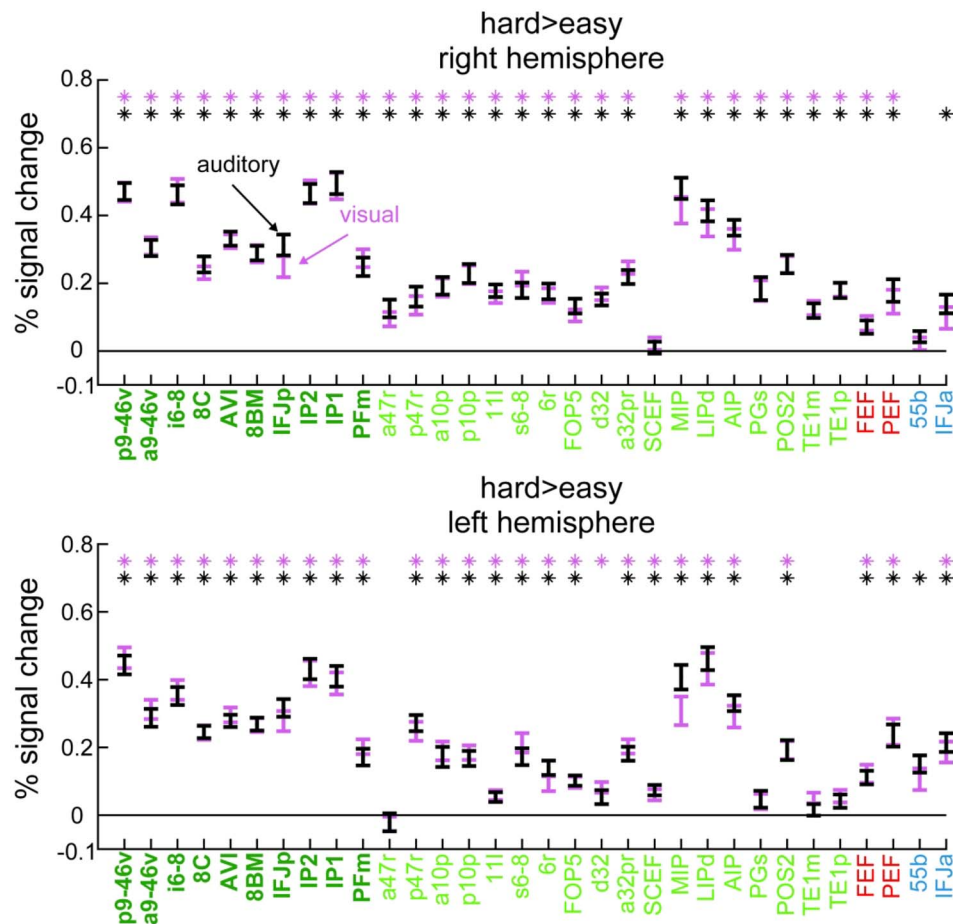 hard>easy
right hemisphere
% signal change
0.8
0.6
0.4
0.2
0
-0.1
auditory
visual
p9-46v
a9-46v
i6-8
8C
AVI
8BM
IFJp
IP2
IP1
PFm
a47r
p47r
a10p
p10p
11l
s6-8
6r
FOP5
d32
a32pr
SCEF
MIP
LIPd
AIP
PGs
POS2
TE1m
TE1p
FEF
PEF
55b
IFJa
hard>easy
left hemisphere
% signal change
0.8
0.6
0.4
0.2
0
-0.1
p9-46v
a9-46v
i6-8
8C
AVI
8BM
IFJp
IP2
IP1
PFm
a47r
p47r
a10p
p10p
11l
s6-8
6r
FOP5
d32
a32pr
SCEF
MIP
LIPd
AIP
PGs
POS2
TE1m
TE1p
FEF
PEF
55b
IFJa